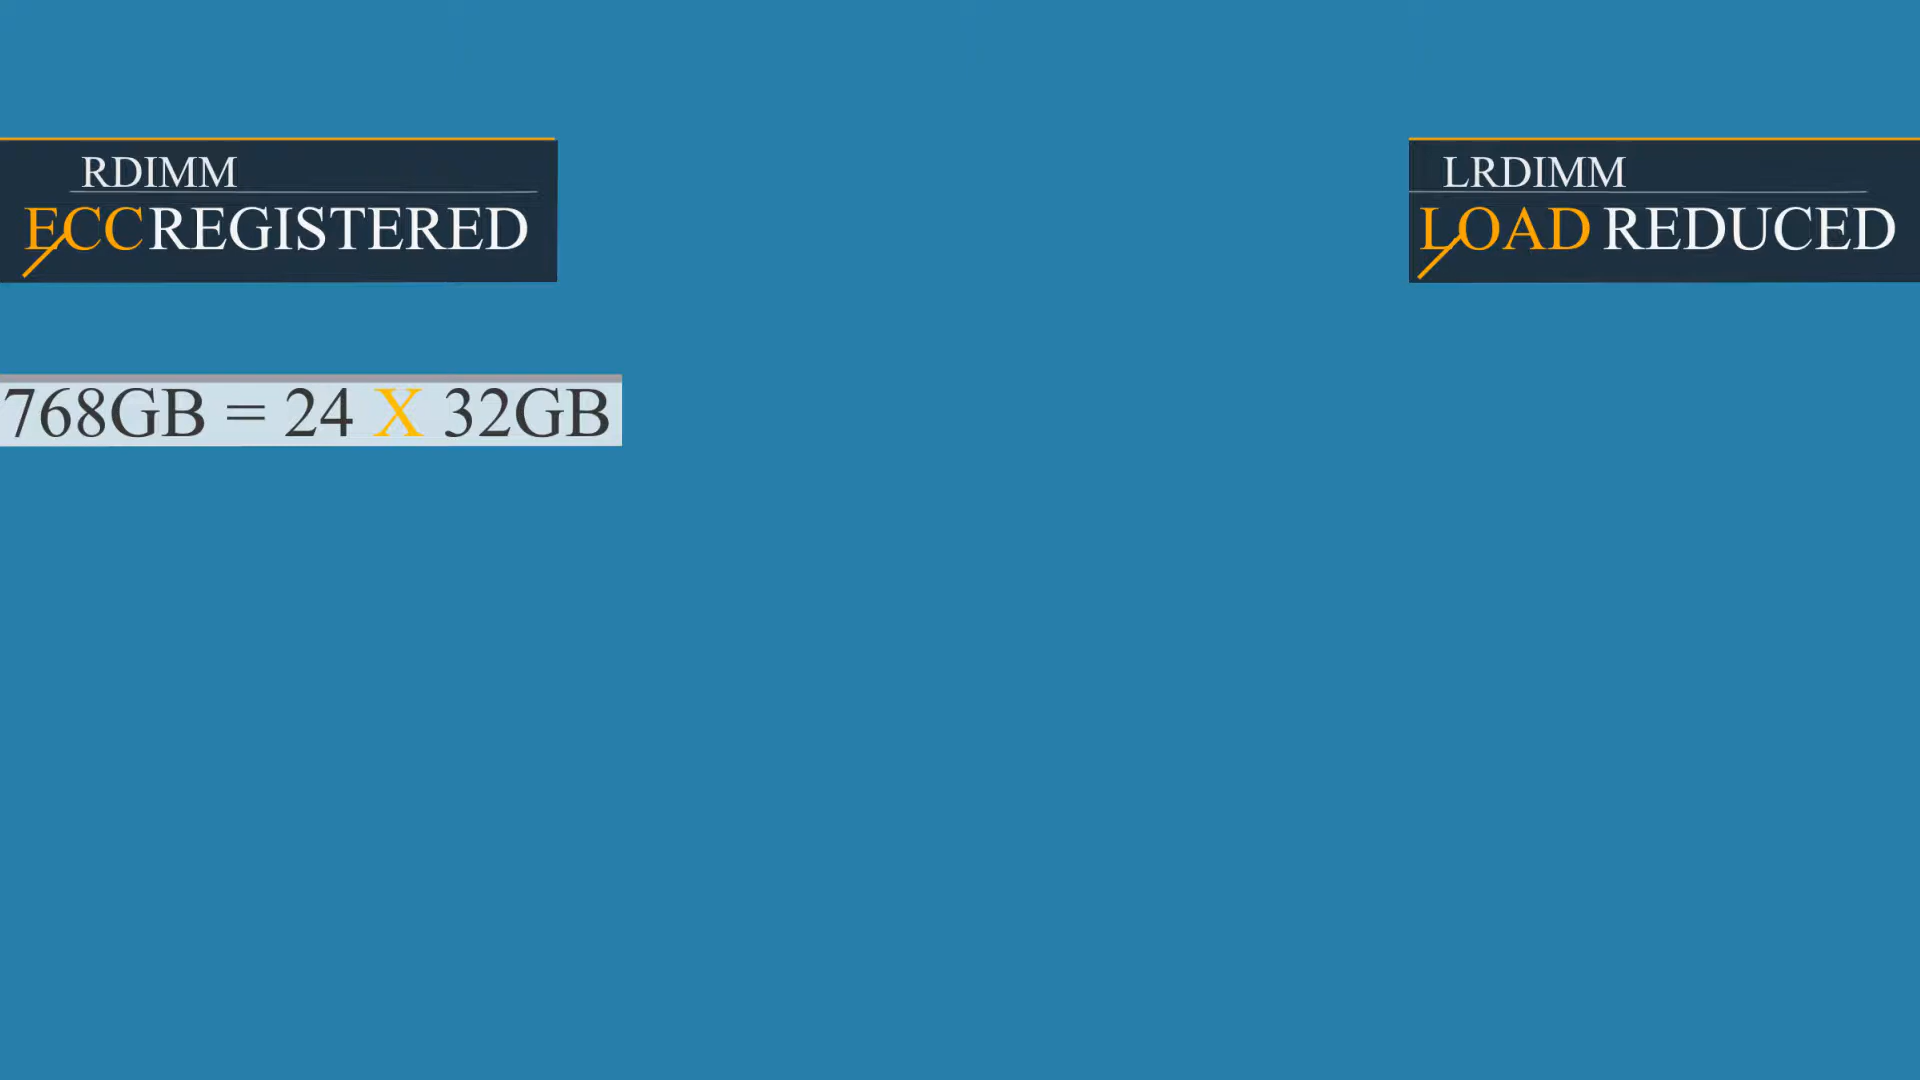 RDIMM
ECC REGISTERED
LRDIMM
LOAD REDUCED
768GB = 24 X 32GB